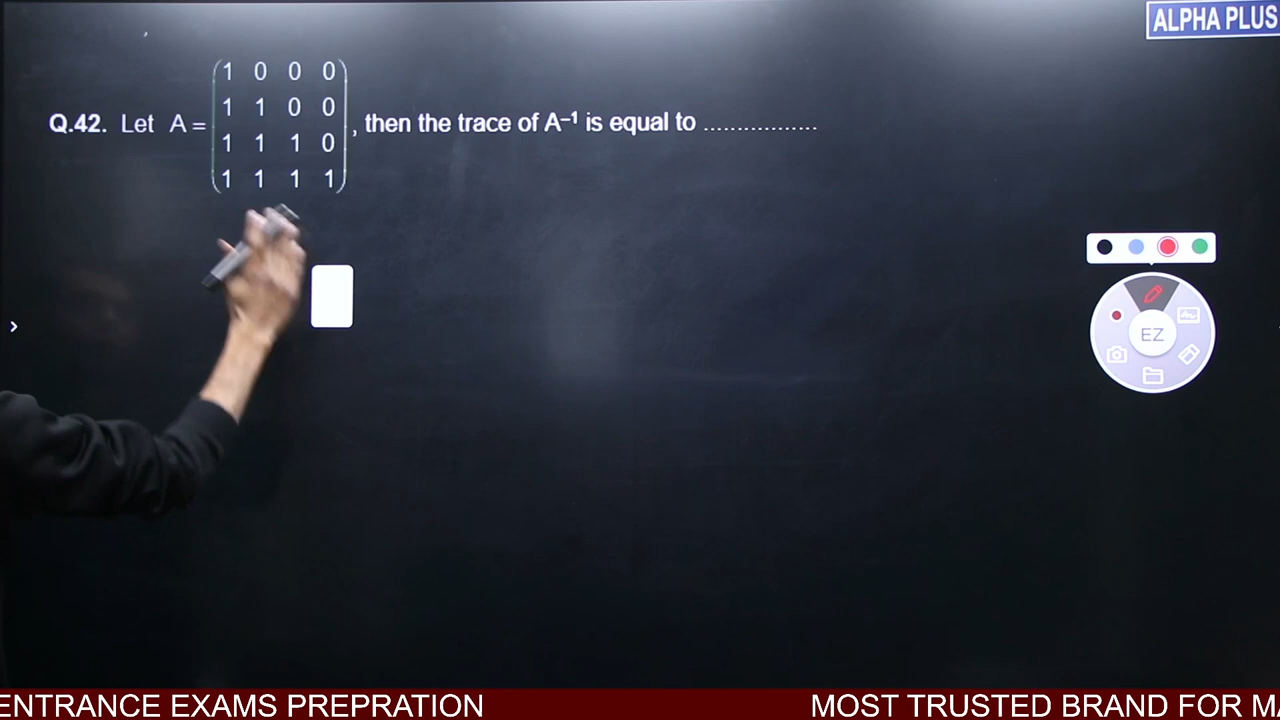 ALPHA PLUS
1 0 0 0
1 1 0 0
Q.42. Let A = , then the trace of A⁻¹ is equal to .................
1 1 1 0
1 1 1 1
EZ
ENTRANCE EXAMS PREPRATION MOST TRUSTED BRAND FOR MA